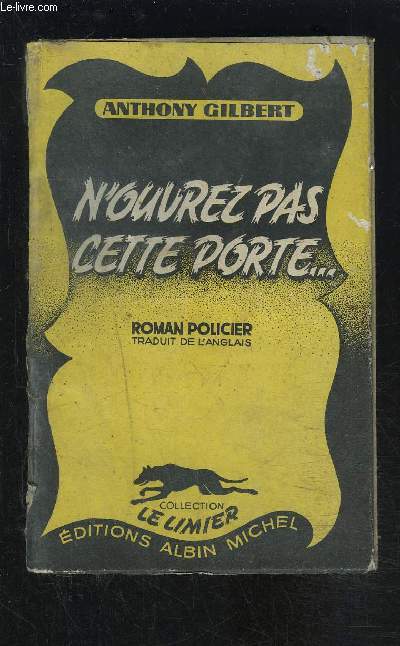 Le-livre.com
ANTHONY GILBERT
N'OUVREZ PAS
CETTE PORTE...
ROMAN POLICIER
TRADUIT DE L'ANGLAIS
COLLECTION
LE LIMIER
ÉDITIONS ALBIN MICHEL